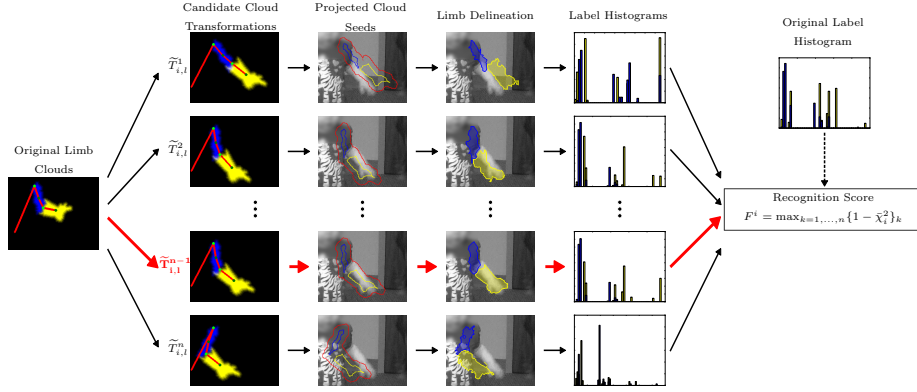 Candidate Cloud
Transformations
Projected Cloud
Seeds
Limb Delineation
Label Histograms
Original Label
Histogram
Original Limb
Clouds
T̃¹ᵢ,ₗ
T̃²ᵢ,ₗ
T̃ⁿ⁻¹ᵢ,ₗ
T̃ⁿᵢ,ₗ
Recognition Score
Fⁱ = maxₖ₌₁,...,ₙ{1 − χ̄²ᵢ}ₖ